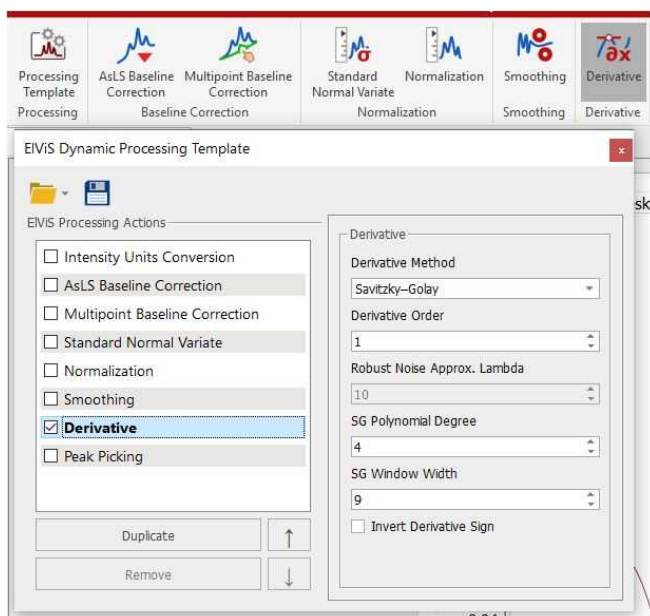 Processing Template
AsLS Baseline Correction
Multipoint Baseline Correction
Standard Normal Variate
Normalization
Smoothing
Derivative
Processing
Baseline Correction
Normalization
Smoothing
Derivative
ElViS Dynamic Processing Template
x
sk
ElViS Processing Actions
Intensity Units Conversion
AsLS Baseline Correction
Multipoint Baseline Correction
Standard Normal Variate
Normalization
Smoothing
Derivative
Peak Picking
Duplicate
Remove
Derivative
Derivative Method
Savitzky–Golay
Derivative Order
1
Robust Noise Approx. Lambda
10
SG Polynomial Degree
4
SG Window Width
9
Invert Derivative Sign